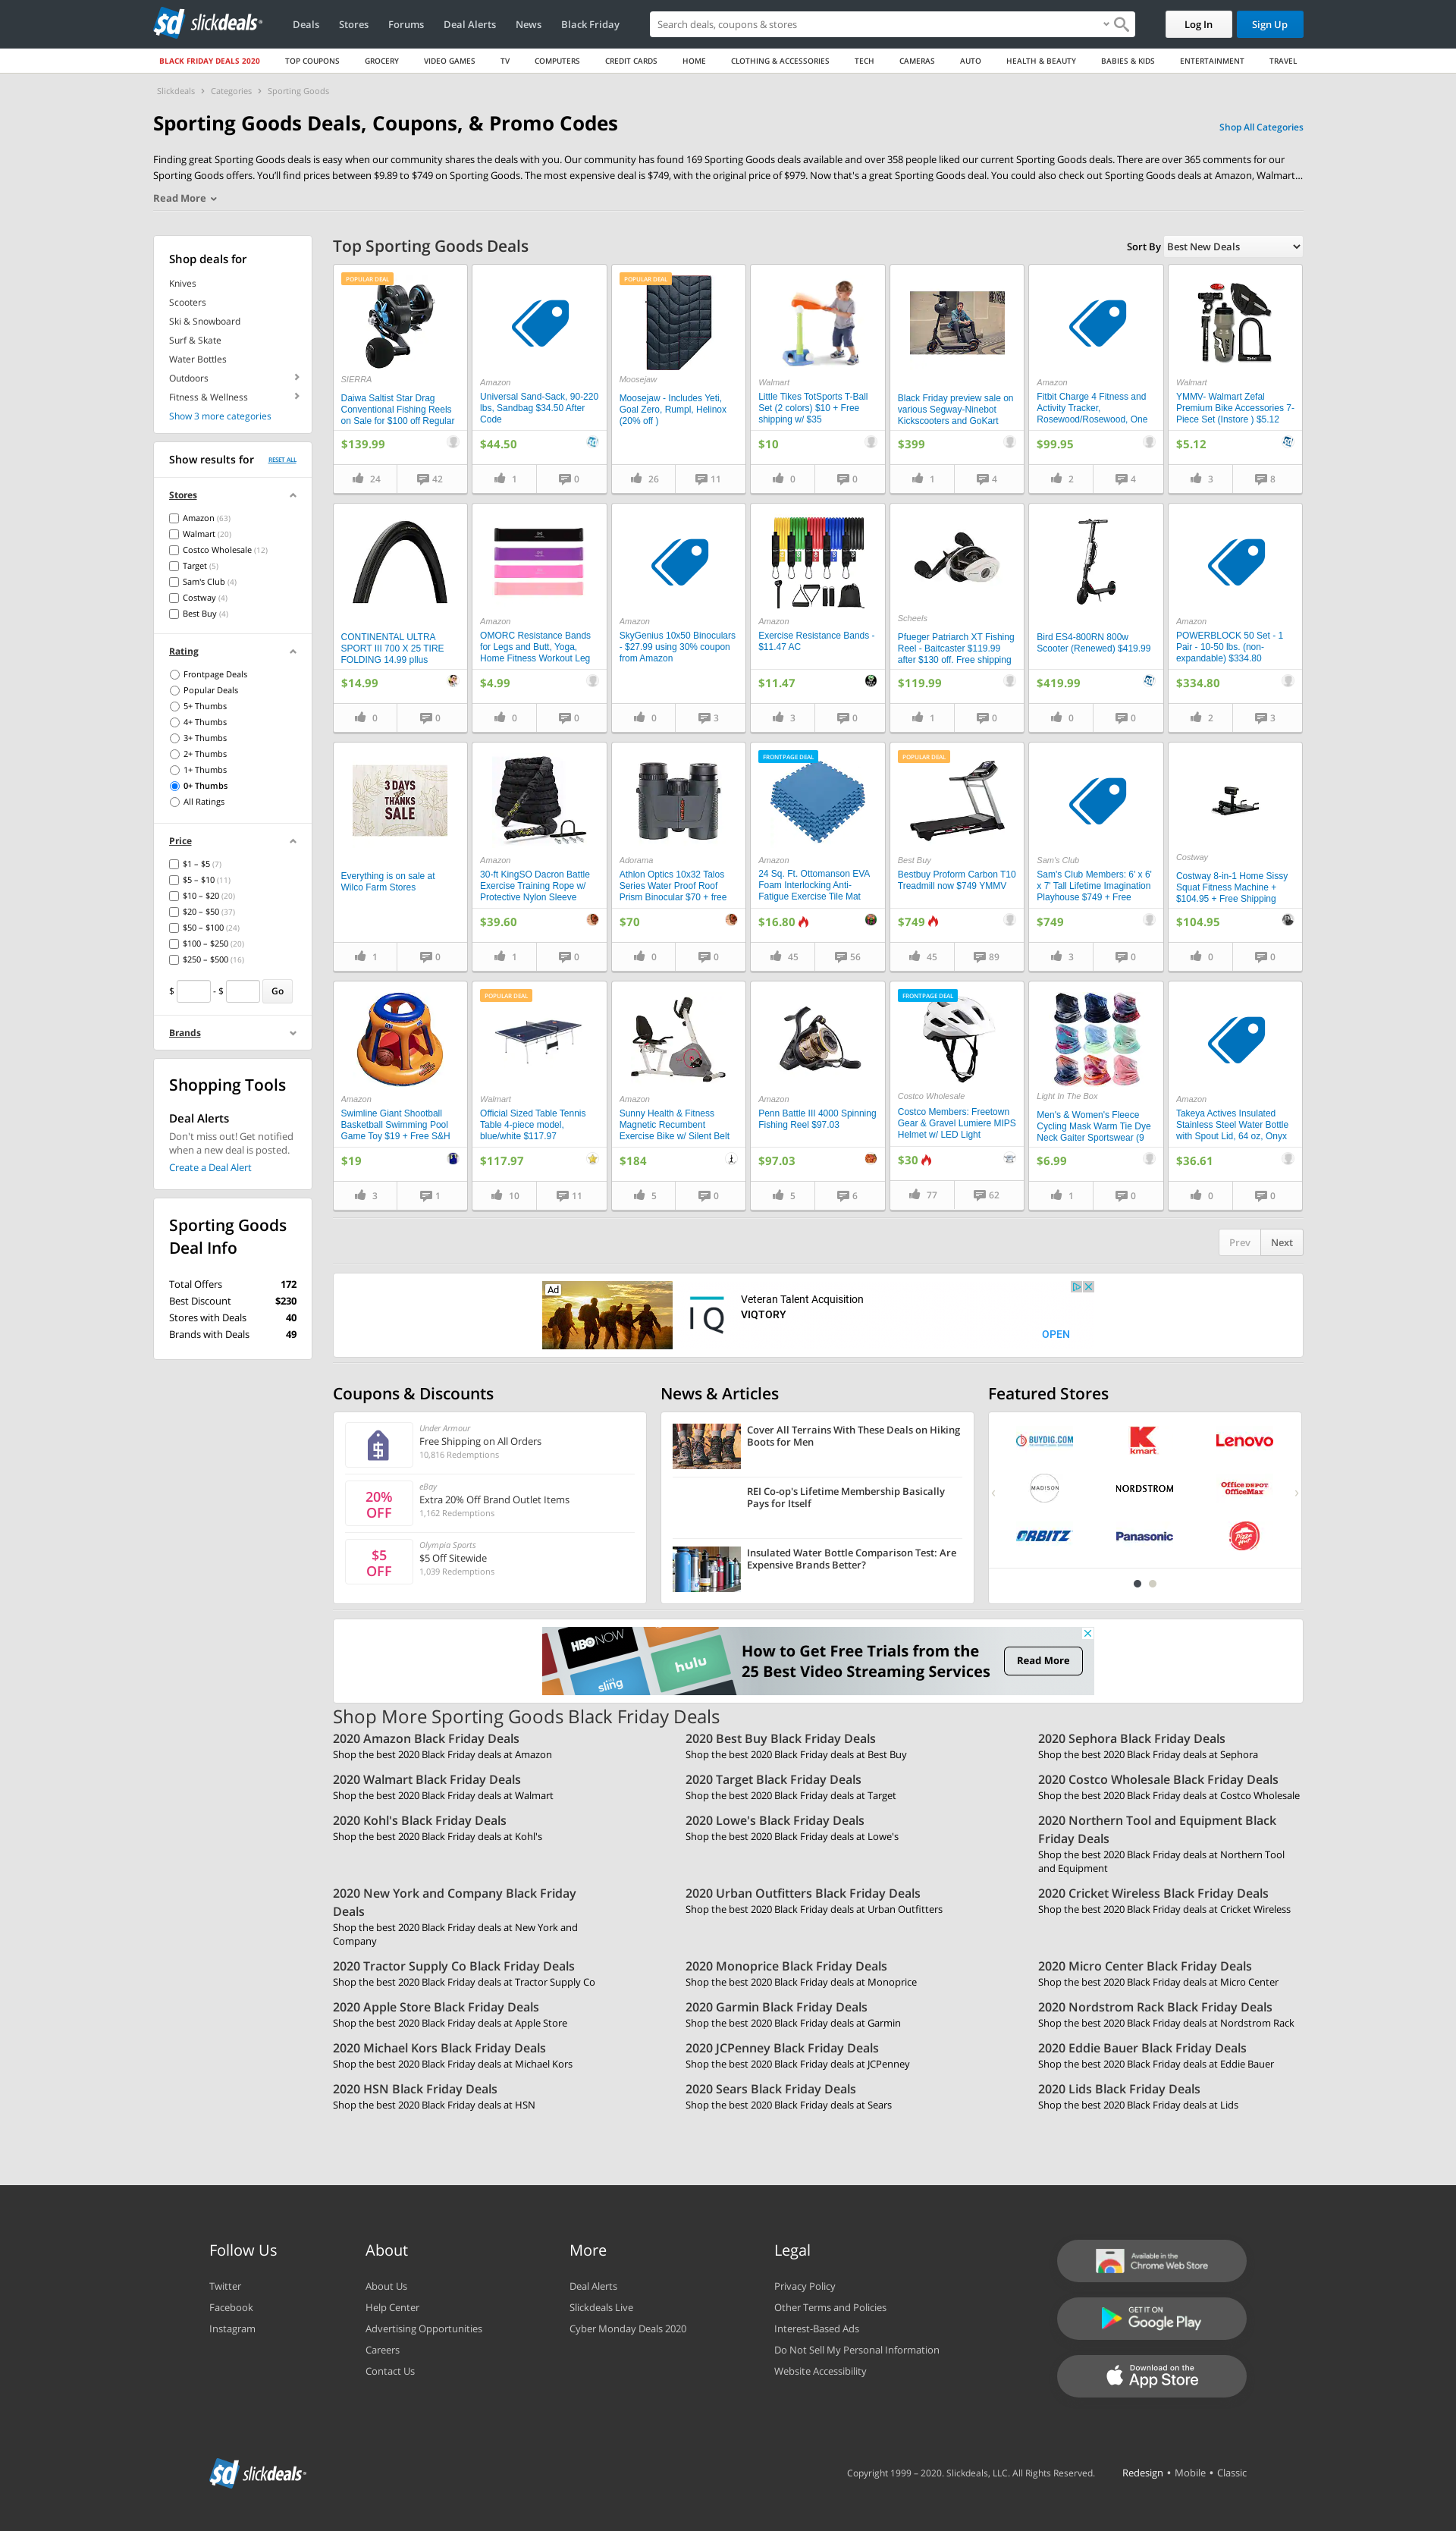 slickdeals
Deals
Stores
Forums
Deal Alerts
News
Black Friday
Search deals, coupons & stores
Log In
Sign Up
BLACK FRIDAY DEALS 2020
TOP COUPONS
GROCERY
VIDEO GAMES
TV
COMPUTERS
CREDIT CARDS
HOME
CLOTHING & ACCESSORIES
TECH
CAMERAS
AUTO
HEALTH & BEAUTY
BABIES & KIDS
ENTERTAINMENT
TRAVEL
Slickdeals > Categories > Sporting Goods
Sporting Goods Deals, Coupons, & Promo Codes
Shop All Categories
Finding great Sporting Goods deals is easy when our community shares the deals with you. Our community has found 169 Sporting Goods deals available and over 358 people liked our current Sporting Goods deals. There are over 365 comments for our
Sporting Goods offers. You'll find prices between $9.89 to $749 on Sporting Goods. The most expensive deal is $749, with the original price of $979. Now that's a great Sporting Goods deal. You could also check out Sporting Goods deals at Amazon, Walmart...
Read More
Shop deals for
Knives
Scooters
Ski & Snowboard
Surf & Skate
Water Bottles
Outdoors
Fitness & Wellness
Show 3 more categories
Show results for
RESET ALL
Stores
Amazon (63)
Walmart (20)
Costco Wholesale (12)
Target (5)
Sam's Club (4)
Costway (4)
Best Buy (4)
Rating
Frontpage Deals
Popular Deals
5+ Thumbs
4+ Thumbs
3+ Thumbs
2+ Thumbs
1+ Thumbs
0+ Thumbs
All Ratings
Price
$1 – $5 (7)
$5 – $10 (11)
$10 – $20 (20)
$20 – $50 (37)
$50 – $100 (24)
$100 – $250 (20)
$250 – $500 (16)
$ - $ Go
Brands
Shopping Tools
Deal Alerts
Don't miss out! Get notified
when a new deal is posted.
Create a Deal Alert
Sporting Goods
Deal Info
Total Offers 172
Best Discount $230
Stores with Deals 40
Brands with Deals 49
Top Sporting Goods Deals
Sort By Best New Deals
POPULAR DEAL
SIERRA
Daiwa Saltist Star Drag
Conventional Fishing Reels
on Sale for $100 off Regular
$139.99
24
42
Amazon
Universal Sand-Sack, 90-220
lbs, Sandbag $34.50 After
Code
$44.50
1
0
POPULAR DEAL
Moosejaw
Moosejaw - Includes Yeti,
Goal Zero, Rumpl, Helinox
(20% off )
26
11
Walmart
Little Tikes TotSports T-Ball
Set (2 colors) $10 + Free
shipping w/ $35
$10
0
0
Black Friday preview sale on
various Segway-Ninebot
Kickscooters and GoKart
$399
1
4
Amazon
Fitbit Charge 4 Fitness and
Activity Tracker,
Rosewood/Rosewood, One
$99.95
2
4
Walmart
YMMV- Walmart Zefal
Premium Bike Accessories 7-
Piece Set (Instore ) $5.12
$5.12
3
8
CONTINENTAL ULTRA
SPORT III 700 X 25 TIRE
FOLDING 14.99 pllus
$14.99
0
0
Amazon
OMORC Resistance Bands
for Legs and Butt, Yoga,
Home Fitness Workout Leg
$4.99
0
0
Amazon
SkyGenius 10x50 Binoculars
- $27.99 using 30% coupon
from Amazon
0
3
Amazon
Exercise Resistance Bands -
$11.47 AC
$11.47
3
0
Scheels
Pfueger Patriarch XT Fishing
Reel - Baitcaster $119.99
after $130 off. Free shipping
$119.99
1
0
Bird ES4-800RN 800w
Scooter (Renewed) $419.99
$419.99
0
0
Amazon
POWERBLOCK 50 Set - 1
Pair - 10-50 lbs. (non-
expandable) $334.80
$334.80
2
3
3 DAYS
THANKS
SALE
Everything is on sale at
Wilco Farm Stores
1
0
Amazon
30-ft KingSO Dacron Battle
Exercise Training Rope w/
Protective Nylon Sleeve
$39.60
1
0
Adorama
Athlon Optics 10x32 Talos
Series Water Proof Roof
Prism Binocular $70 + free
$70
0
0
FRONTPAGE DEAL
Amazon
24 Sq. Ft. Ottomanson EVA
Foam Interlocking Anti-
Fatigue Exercise Tile Mat
$16.80
45
56
POPULAR DEAL
Best Buy
Bestbuy Proform Carbon T10
Treadmill now $749 YMMV
$749
45
89
Sam's Club
Sam's Club Members: 6' x 6'
x 7' Tall Lifetime Imagination
Playhouse $749 + Free
$749
3
0
Costway
Costway 8-in-1 Home Sissy
Squat Fitness Machine +
$104.95 + Free Shipping
$104.95
0
0
Amazon
Swimline Giant Shootball
Basketball Swimming Pool
Game Toy $19 + Free S&H
$19
3
1
POPULAR DEAL
Walmart
Official Sized Table Tennis
Table 4-piece model,
blue/white $117.97
$117.97
10
11
Amazon
Sunny Health & Fitness
Magnetic Recumbent
Exercise Bike w/ Silent Belt
$184
5
0
Amazon
Penn Battle III 4000 Spinning
Fishing Reel $97.03
$97.03
5
6
FRONTPAGE DEAL
Costco Wholesale
Costco Members: Freetown
Gear & Gravel Lumiere MIPS
Helmet w/ LED Light
$30
77
62
Light In The Box
Men's & Women's Fleece
Cycling Mask Warm Tie Dye
Neck Gaiter Sportswear (9
$6.99
1
0
Amazon
Takeya Actives Insulated
Stainless Steel Water Bottle
with Spout Lid, 64 oz, Onyx
$36.61
0
0
Prev
Next
Ad
IQ
Veteran Talent Acquisition
VIQTORY
OPEN
Coupons & Discounts
Under Armour
Free Shipping on All Orders
10,816 Redemptions
20%
OFF
eBay
Extra 20% Off Brand Outlet Items
1,162 Redemptions
$5
OFF
Olympia Sports
$5 Off Sitewide
1,039 Redemptions
News & Articles
Cover All Terrains With These Deals on Hiking
Boots for Men
REI Co-op's Lifetime Membership Basically
Pays for Itself
Insulated Water Bottle Comparison Test: Are
Expensive Brands Better?
Featured Stores
BUYDIG.COM
kmart
Lenovo
MADISON
NORDSTROM
Office DEPOT
OfficeMax
ORBITZ
Panasonic
Pizza Hut
HBO NOW
hulu
sling
How to Get Free Trials from the
25 Best Video Streaming Services
Read More
Shop More Sporting Goods Black Friday Deals
2020 Amazon Black Friday Deals
Shop the best 2020 Black Friday deals at Amazon
2020 Best Buy Black Friday Deals
Shop the best 2020 Black Friday deals at Best Buy
2020 Sephora Black Friday Deals
Shop the best 2020 Black Friday deals at Sephora
2020 Walmart Black Friday Deals
Shop the best 2020 Black Friday deals at Walmart
2020 Target Black Friday Deals
Shop the best 2020 Black Friday deals at Target
2020 Costco Wholesale Black Friday Deals
Shop the best 2020 Black Friday deals at Costco Wholesale
2020 Kohl's Black Friday Deals
Shop the best 2020 Black Friday deals at Kohl's
2020 Lowe's Black Friday Deals
Shop the best 2020 Black Friday deals at Lowe's
2020 Northern Tool and Equipment Black
Friday Deals
Shop the best 2020 Black Friday deals at Northern Tool
and Equipment
2020 New York and Company Black Friday
Deals
Shop the best 2020 Black Friday deals at New York and
Company
2020 Urban Outfitters Black Friday Deals
Shop the best 2020 Black Friday deals at Urban Outfitters
2020 Cricket Wireless Black Friday Deals
Shop the best 2020 Black Friday deals at Cricket Wireless
2020 Tractor Supply Co Black Friday Deals
Shop the best 2020 Black Friday deals at Tractor Supply Co
2020 Monoprice Black Friday Deals
Shop the best 2020 Black Friday deals at Monoprice
2020 Micro Center Black Friday Deals
Shop the best 2020 Black Friday deals at Micro Center
2020 Apple Store Black Friday Deals
Shop the best 2020 Black Friday deals at Apple Store
2020 Garmin Black Friday Deals
Shop the best 2020 Black Friday deals at Garmin
2020 Nordstrom Rack Black Friday Deals
Shop the best 2020 Black Friday deals at Nordstrom Rack
2020 Michael Kors Black Friday Deals
Shop the best 2020 Black Friday deals at Michael Kors
2020 JCPenney Black Friday Deals
Shop the best 2020 Black Friday deals at JCPenney
2020 Eddie Bauer Black Friday Deals
Shop the best 2020 Black Friday deals at Eddie Bauer
2020 HSN Black Friday Deals
Shop the best 2020 Black Friday deals at HSN
2020 Sears Black Friday Deals
Shop the best 2020 Black Friday deals at Sears
2020 Lids Black Friday Deals
Shop the best 2020 Black Friday deals at Lids
Follow Us
Twitter
Facebook
Instagram
About
About Us
Help Center
Advertising Opportunities
Careers
Contact Us
More
Deal Alerts
Slickdeals Live
Cyber Monday Deals 2020
Legal
Privacy Policy
Other Terms and Policies
Interest-Based Ads
Do Not Sell My Personal Information
Website Accessibility
Available in the
Chrome Web Store
GET IT ON
Google Play
Download on the
App Store
slickdeals
Copyright 1999 – 2020. Slickdeals, LLC. All Rights Reserved.
Redesign • Mobile • Classic